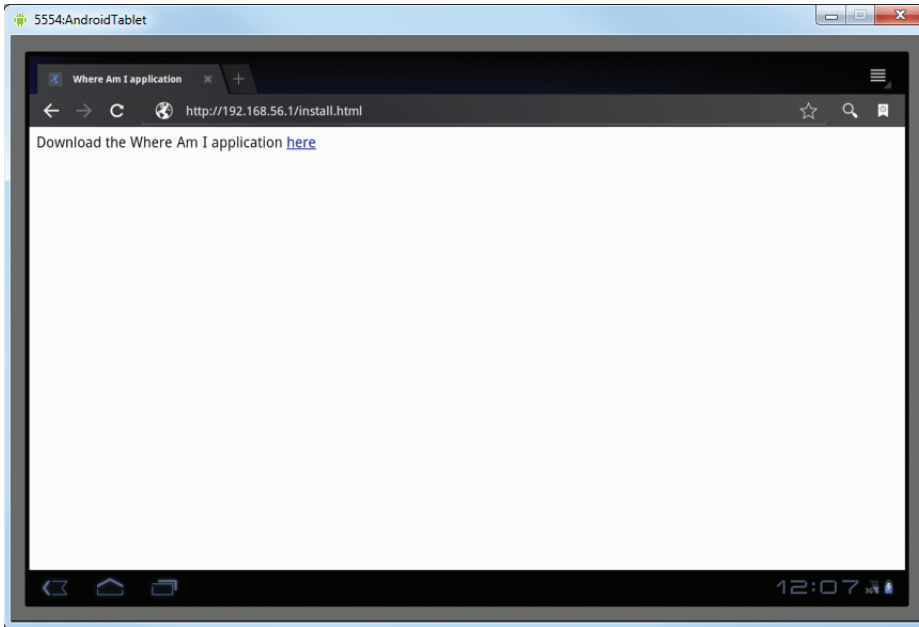 5554:AndroidTablet
Where Am I application
http://192.168.56.1/install.html
Download the Where Am I application here
12:07 3G